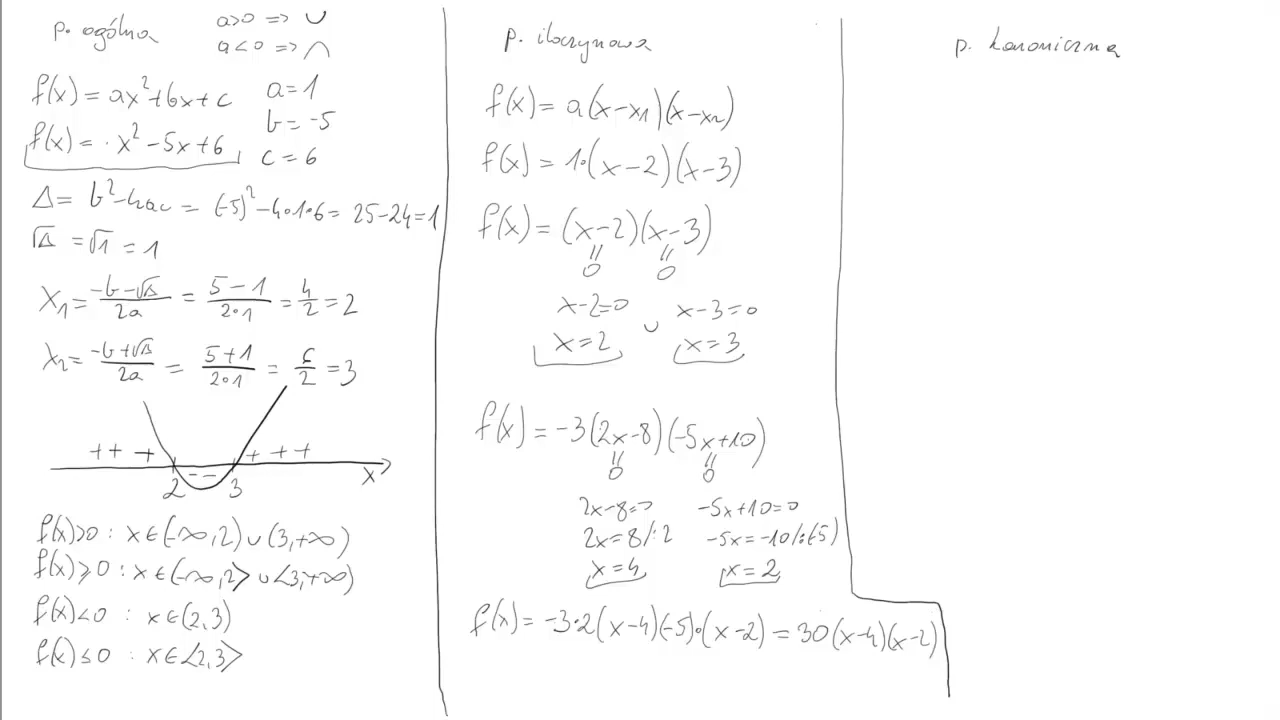 p. ogólna
a>0 => ∪
a<0 => ∩
f(x) = ax²+bx+c
a=1
f(x) = x² - 5x+6
b = -5
c = 6
Δ = b²-4ac = (-5)² - 4·1·6 = 25-24=1
√Δ = √1 = 1
x₁ = (-b-√Δ)/2a = (5-1)/(2·1) = 4/2 = 2
x₂ = (-b+√Δ)/2a = (5+1)/(2·1) = 6/2 = 3
++ + -- + + +
2 3 x
f(x)>0 : x∈(-∞,2)∪(3,+∞)
f(x)⩾0 : x∈(-∞,2>∪<3,+∞)
f(x)<0 : x∈(2,3)
f(x)≤0 : x∈<2,3>
p. iloczynowa
f(x) = a(x-x₁)(x-x₂)
f(x) = 1·(x-2)(x-3)
f(x) = (x-2)(x-3)
= =
0 0
x-2=0 ∪ x-3=0
x=2 x=3
f(x) = -3(2x-8)(-5x+10)
= =
0 0
2x-8=0 -5x+10=0
2x=8/:2 -5x=-10/:(-5)
x=4 x=2
f(x) = -3·2(x-4)(-5)·(x-2) = 30(x-4)(x-2)
p. kanoniczna